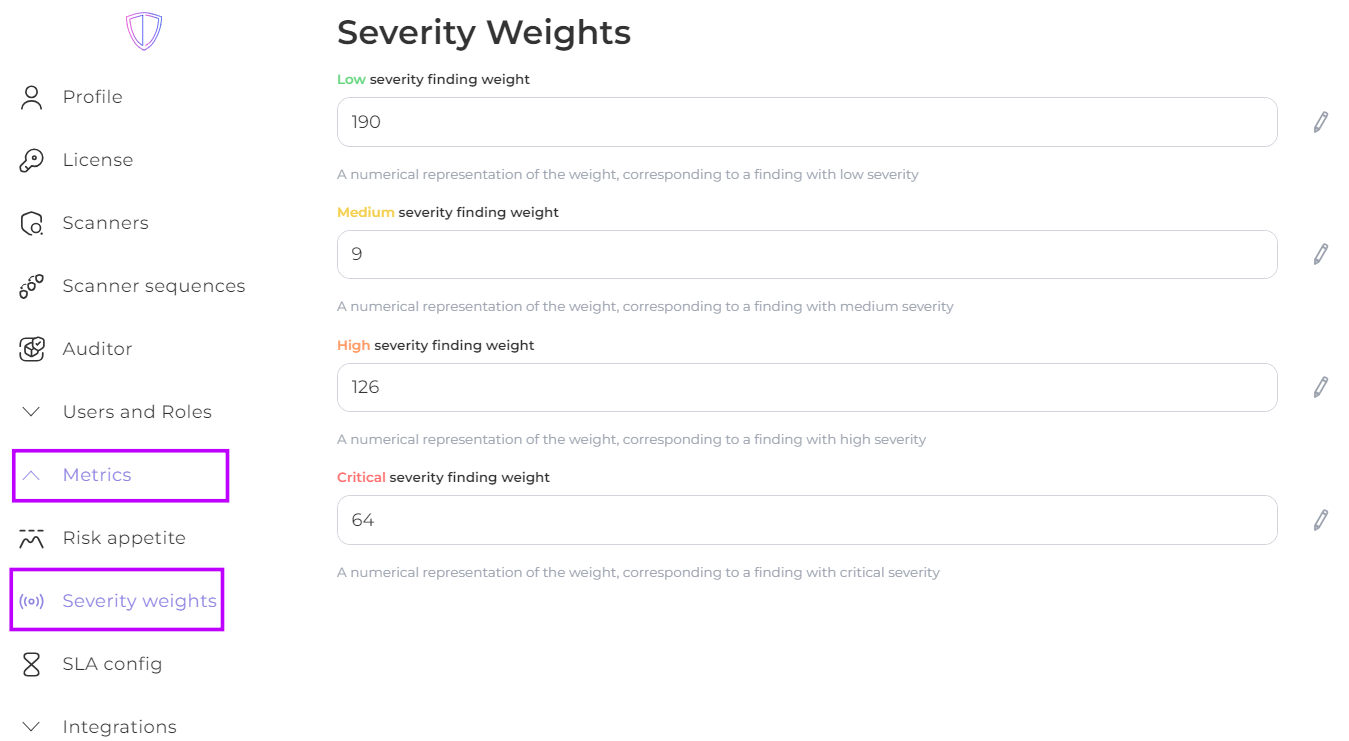 Profile
License
Scanners
Scanner sequences
Auditor
Users and Roles
Metrics
Risk appetite
Severity weights
SLA config
Integrations
Severity Weights
Low severity finding weight
190
A numerical representation of the weight, corresponding to a finding with low severity
Medium severity finding weight
9
A numerical representation of the weight, corresponding to a finding with medium severity
High severity finding weight
126
A numerical representation of the weight, corresponding to a finding with high severity
Critical severity finding weight
64
A numerical representation of the weight, corresponding to a finding with critical severity